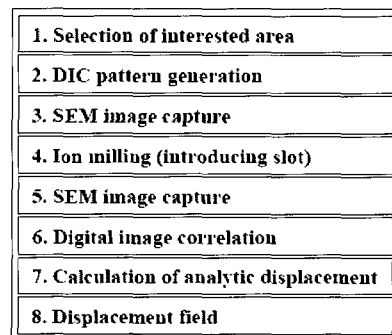 1. Selection of interested area
2. DIC pattern generation
3. SEM image capture
4. Ion milling (introducing slot)
5. SEM image capture
6. Digital image correlation
7. Calculation of analytic displacement
8. Displacement field